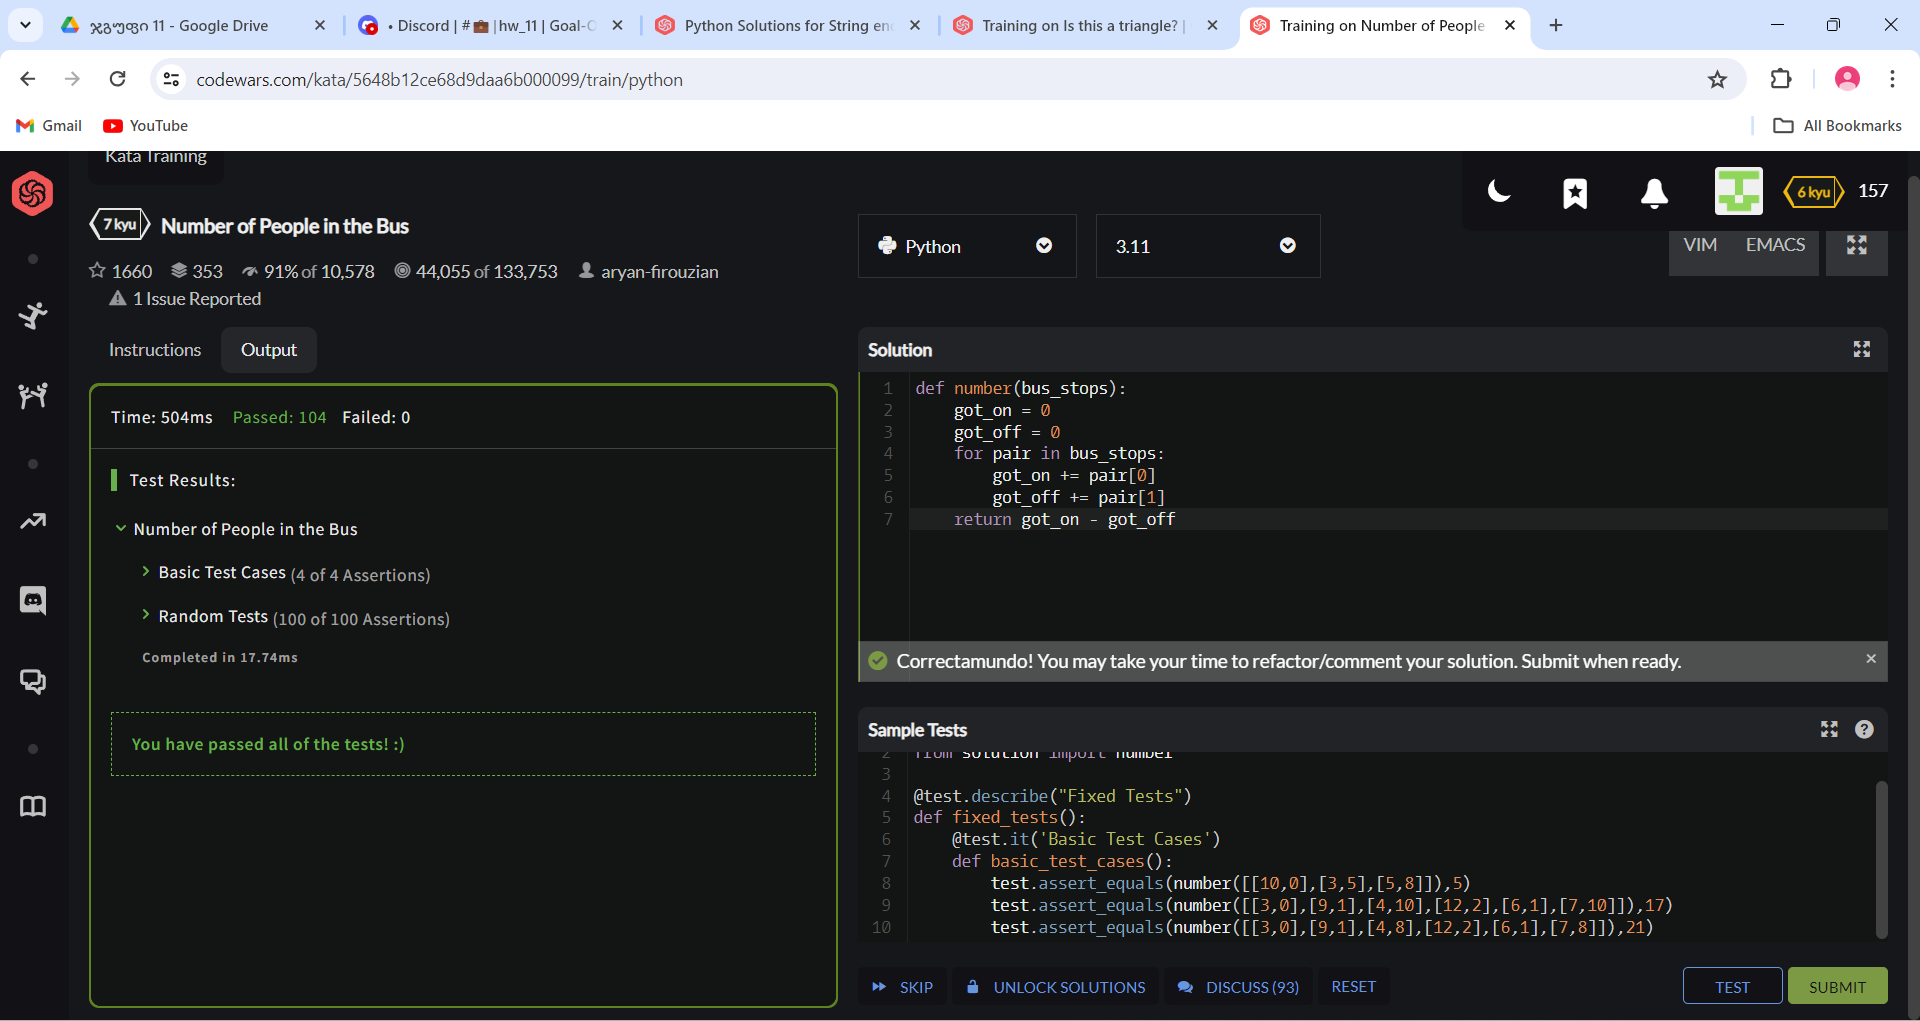 ჯგუფი 11 - Google Drive
• Discord | #💼|hw_11 | Goal-O
Python Solutions for String en
Training on Is this a triangle? |
Training on Number of People
codewars.com/kata/5648b12ce68d9daa6b000099/train/python
Gmail
YouTube
All Bookmarks
Kata Training
6 kyu
157
7 kyu
Number of People in the Bus
1660
353
91% of 10,578
44,055 of 133,753
aryan-firouzian
1 Issue Reported
Python
3.11
VIM
EMACS
Instructions
Output
Time: 504ms Passed: 104 Failed: 0
Test Results:
Number of People in the Bus
Basic Test Cases (4 of 4 Assertions)
Random Tests (100 of 100 Assertions)
Completed in 17.74ms
You have passed all of the tests! :)
Solution
1 def number(bus_stops):
2 got_on = 0
3 got_off = 0
4 for pair in bus_stops:
5 got_on += pair[0]
6 got_off += pair[1]
7 return got_on - got_off
Correctamundo! You may take your time to refactor/comment your solution. Submit when ready.
Sample Tests
2 from solution import number
3
4 @test.describe("Fixed Tests")
5 def fixed_tests():
6 @test.it('Basic Test Cases')
7 def basic_test_cases():
8 test.assert_equals(number([[10,0],[3,5],[5,8]]),5)
9 test.assert_equals(number([[3,0],[9,1],[4,10],[12,2],[6,1],[7,10]]),17)
10 test.assert_equals(number([[3,0],[9,1],[4,8],[12,2],[6,1],[7,8]]),21)
SKIP
UNLOCK SOLUTIONS
DISCUSS (93)
RESET
TEST
SUBMIT